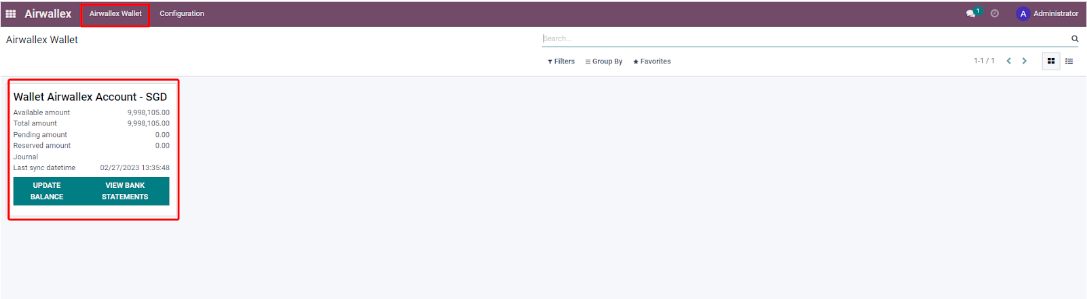 Airwallex Airwallex Wallet Configuration 1 A Administrator
Airwallex Wallet Search...
Filters Group By Favorites 1-1 / 1
Wallet Airwallex Account - SGD
Available amount 9,998,105.00
Total amount 9,998,105.00
Pending amount 0.00
Reserved amount 0.00
Journal
Last sync datetime 02/27/2023 13:35:48
UPDATE VIEW BANK
BALANCE STATEMENTS